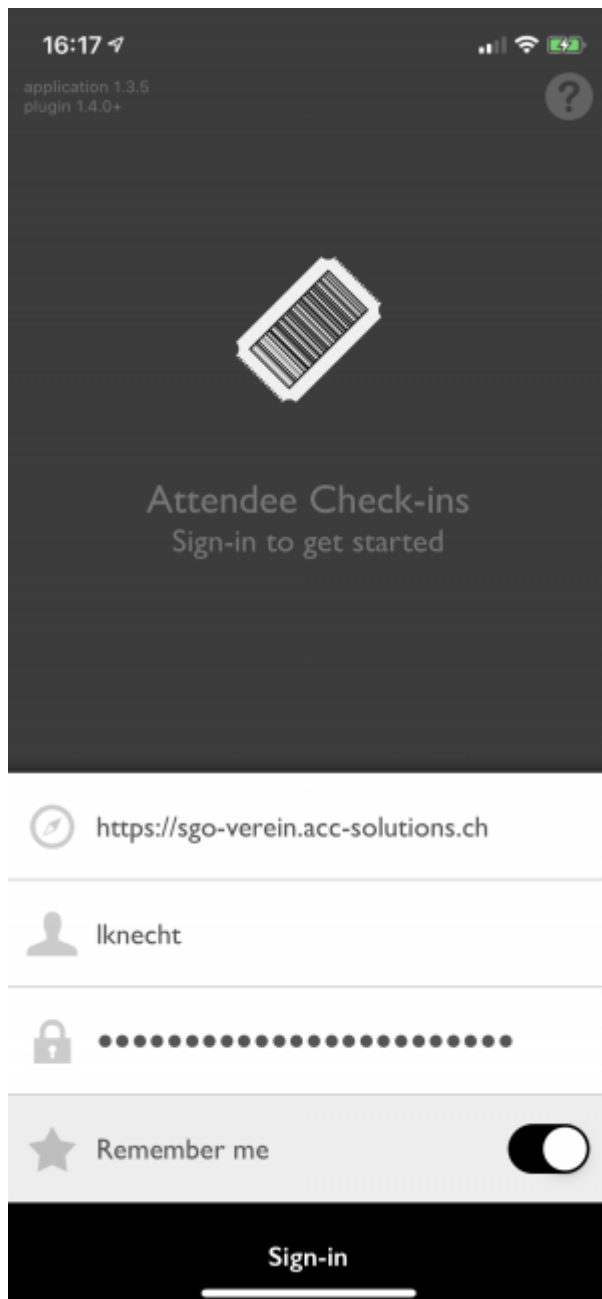 16:17
application 1.3.5
plugin 1.4.0+
?
Attendee Check-ins
Sign-in to get started
https://sgo-verein.acc-solutions.ch
lknecht
••••••••••••••••••••••••
Remember me
Sign-in